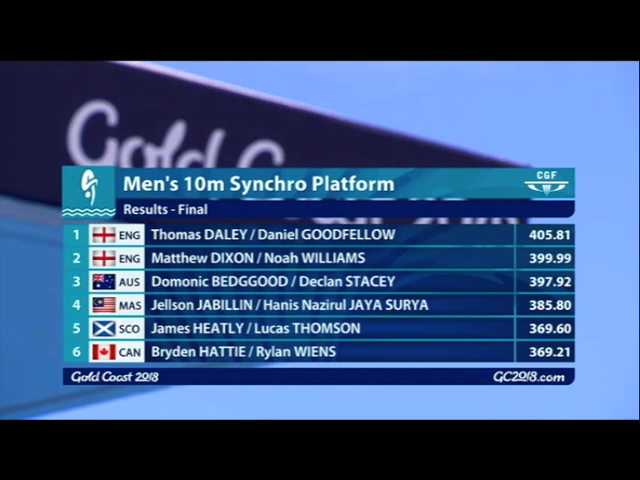 Gold Co
CGF
Men's 10m Synchro Platform
Results - Final
1 ENG Thomas DALEY / Daniel GOODFELLOW 405.81
2 ENG Matthew DIXON / Noah WILLIAMS 399.99
3 AUS Domonic BEDGGOOD / Declan STACEY 397.92
4 MAS Jellson JABILLIN / Hanis Nazirul JAYA SURYA 385.80
5 SCO James HEATLY / Lucas THOMSON 369.60
6 CAN Bryden HATTIE / Rylan WIENS 369.21
Gold Coast 2018 GC2018.com